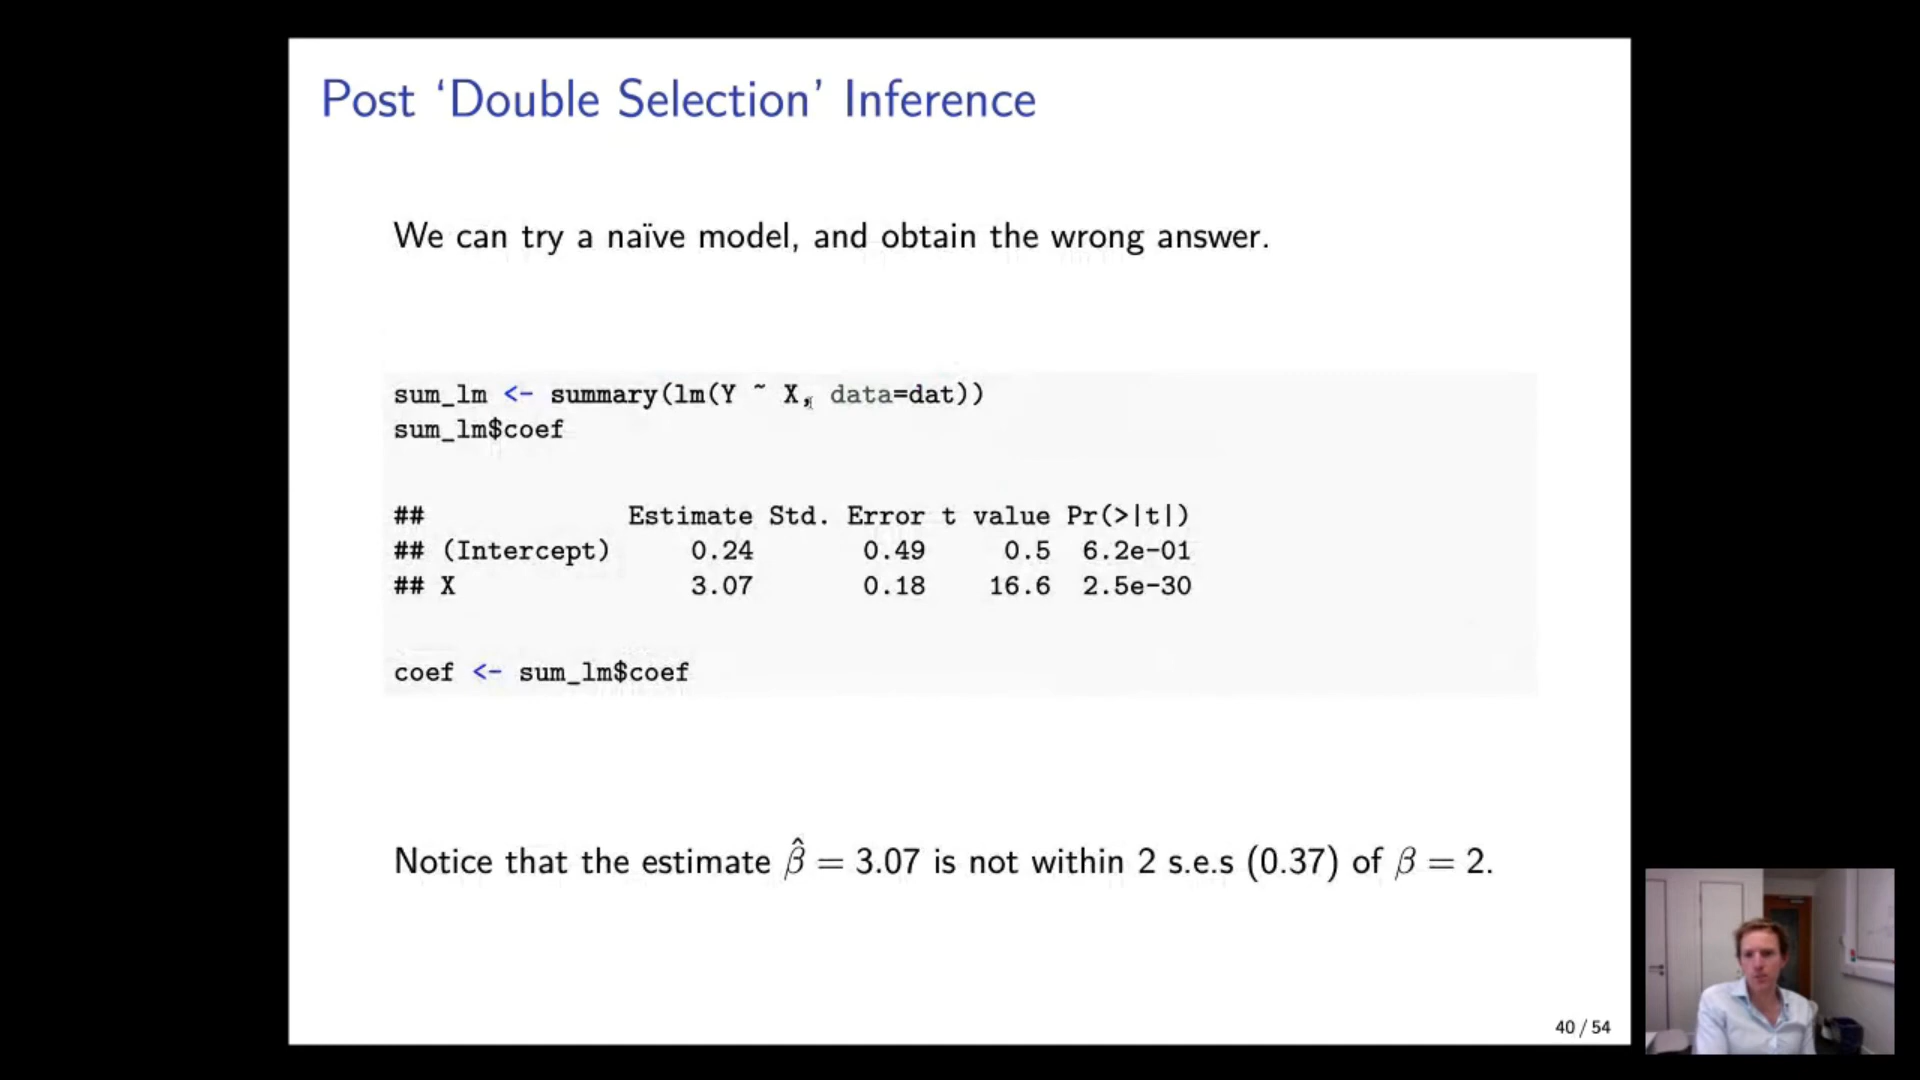 Post ‘Double Selection’ Inference
We can try a naïve model, and obtain the wrong answer.
sum_lm <- summary(lm(Y ~ X, data=dat))
sum_lm$coef
## Estimate Std. Error t value Pr(>|t|)
## (Intercept) 0.24 0.49 0.5 6.2e-01
## X 3.07 0.18 16.6 2.5e-30
coef <- sum_lm$coef
Notice that the estimate β̂ = 3.07 is not within 2 s.e.s (0.37) of β = 2.
40 / 54